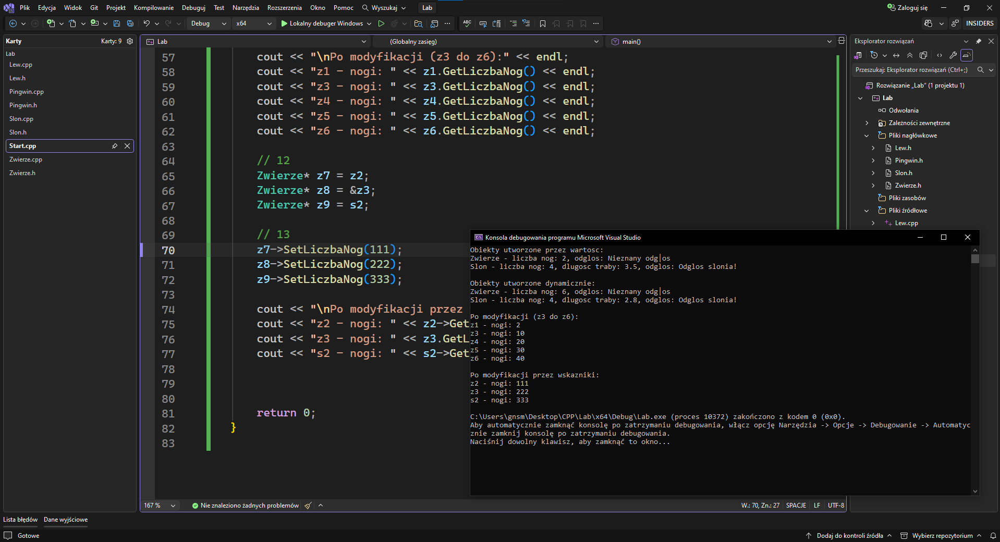 Plik Edycja Widok Git Projekt Kompilowanie Debuguj Test Narzędzia Rozszerzenia Okno Pomoc Wyszukaj Lab Zaloguj się
Debug x64 Lokalny debuger Windows INSIDERS
Karty Karty: 9
Lab
Lew.cpp
Lew.h
Pingwin.cpp
Pingwin.h
Slon.cpp
Slon.h
Start.cpp
Zwierze.cpp
Zwierze.h
Lab (Globalny zasięg) main()
57 cout << "\nPo modyfikacji (z3 do z6):" << endl;
58 cout << "z1 - nogi: " << z1.GetLiczbaNog() << endl;
59 cout << "z3 - nogi: " << z3.GetLiczbaNog() << endl;
60 cout << "z4 - nogi: " << z4.GetLiczbaNog() << endl;
61 cout << "z5 - nogi: " << z5.GetLiczbaNog() << endl;
62 cout << "z6 - nogi: " << z6.GetLiczbaNog() << endl;
63
64 // 12
65 Zwierze* z7 = z2;
66 Zwierze* z8 = &z3;
67 Zwierze* z9 = s2;
68
69 // 13
70 z7->SetLiczbaNog(111);
71 z8->SetLiczbaNog(222);
72 z9->SetLiczbaNog(333);
73
74 cout << "\nPo modyfikacji przez
75 cout << "z2 - nogi: " << z2->Get
76 cout << "z3 - nogi: " << z3.GetL
77 cout << "s2 - nogi: " << s2->Get
78
79
80
81 return 0;
82 }
83
Konsola debugowania programu Microsoft Visual Studio
Obiekty utworzone przez wartosc:
Zwierze - liczba nog: 2, odglos: Nieznany odg│os
Slon - liczba nog: 4, dlugosc traby: 3.5, odglos: Odglos slonia!
Obiekty utworzone dynamicznie:
Zwierze - liczba nog: 6, odglos: Nieznany odg│os
Slon - liczba nog: 4, dlugosc traby: 2.8, odglos: Odglos slonia!
Po modyfikacji (z3 do z6):
z1 - nogi: 2
z3 - nogi: 10
z4 - nogi: 20
z5 - nogi: 30
z6 - nogi: 40
Po modyfikacji przez wskazniki:
z2 - nogi: 111
z3 - nogi: 222
s2 - nogi: 333
C:\Users\gnsm\Desktop\CPP\Lab\x64\Debug\Lab.exe (proces 10372) zakończono z kodem 0 (0x0).
Aby automatycznie zamknąć konsolę po zatrzymaniu debugowania, włącz opcję Narzędzia -> Opcje -> Debugowanie -> Automatyc
znie zamknij konsolę po zatrzymaniu debugowania.
Naciśnij dowolny klawisz, aby zamknąć to okno...
Eksplorator rozwiązań
Przeszukaj: Eksplorator rozwiązań (Ctrl+;)
Rozwiązanie „Lab” (1 projektu 1)
Lab
Odwołania
Zależności zewnętrzne
Pliki nagłówkowe
Lew.h
Pingwin.h
Slon.h
Zwierze.h
Pliki zasobów
Pliki źródłowe
Lew.cpp
167 % Nie znaleziono żadnych problemów W.: 70, Zn.: 27 SPACJE LF UTF-8
Lista błędów Dane wyjściowe
Gotowe Dodaj do kontroli źródła Wybierz repozytorium